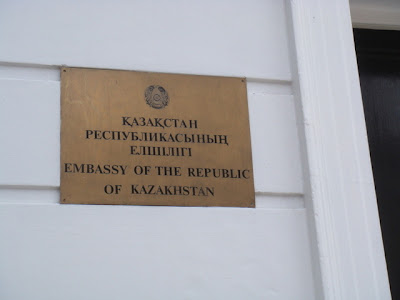 ҚАЗАҚСТАН
РЕСПУБЛИКАСЫНЫҢ
ЕЛШІЛІГІ
EMBASSY OF THE REPUBLIC
OF KAZAKHSTAN